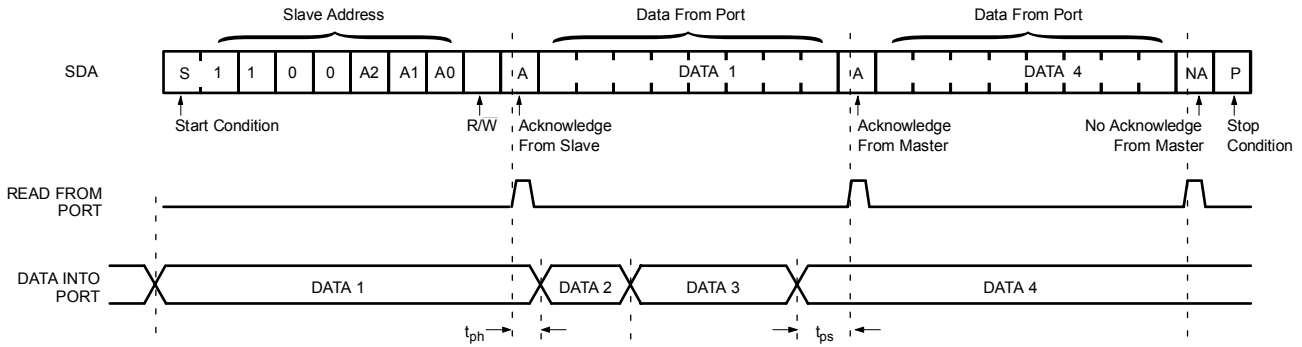 Slave Address
Data From Port
Data From Port
SDA
S 1 1 0 0 A2 A1 A0 A DATA 1 A DATA 4 NA P
Start Condition
R/W̅
Acknowledge
From Slave
Acknowledge
From Master
No Acknowledge
From Master
Stop
Condition
READ FROM
PORT
DATA INTO
PORT
DATA 1
DATA 2
DATA 3
DATA 4
tph
tps